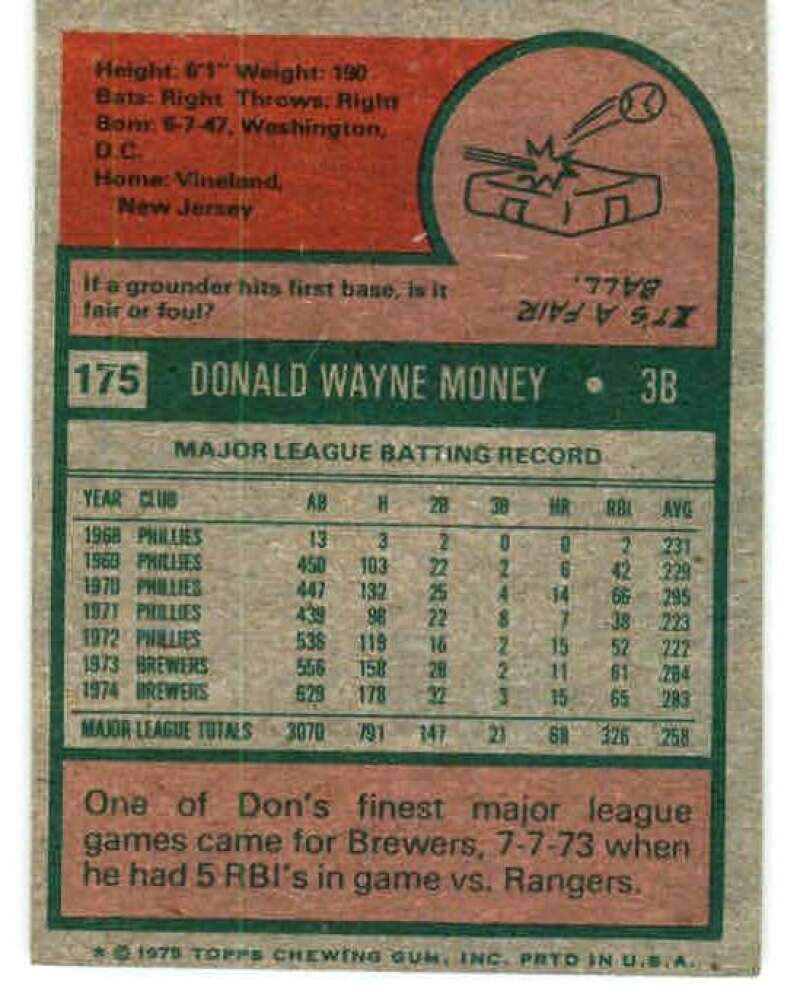 Height: 6'1" Weight: 190
Bats: Right Throws: Right
Born: 6-7-47, Washington,
D.C.
Home: Vineland,
New Jersey
If a grounder hits first base, is it
fair or foul?
IT'S A FAIR
BALL.
175 DONALD WAYNE MONEY • 3B
MAJOR LEAGUE BATTING RECORD
YEAR CLUB AB H 2B 3B HR RBI AVG
1968 PHILLIES 13 3 2 0 0 2 .231
1969 PHILLIES 450 103 22 2 6 42 .229
1970 PHILLIES 447 132 25 4 14 66 .295
1971 PHILLIES 439 98 22 8 7 38 .223
1972 PHILLIES 536 119 16 2 15 52 .222
1973 BREWERS 556 158 28 2 11 61 .284
1974 BREWERS 629 178 32 3 15 65 .283
MAJOR LEAGUE TOTALS 3070 791 147 21 68 326 .258
One of Don's finest major league
games came for Brewers, 7-7-73 when
he had 5 RBI's in game vs. Rangers.
* © 1975 TOPPS CHEWING GUM, INC. PRTD IN U.S.A.